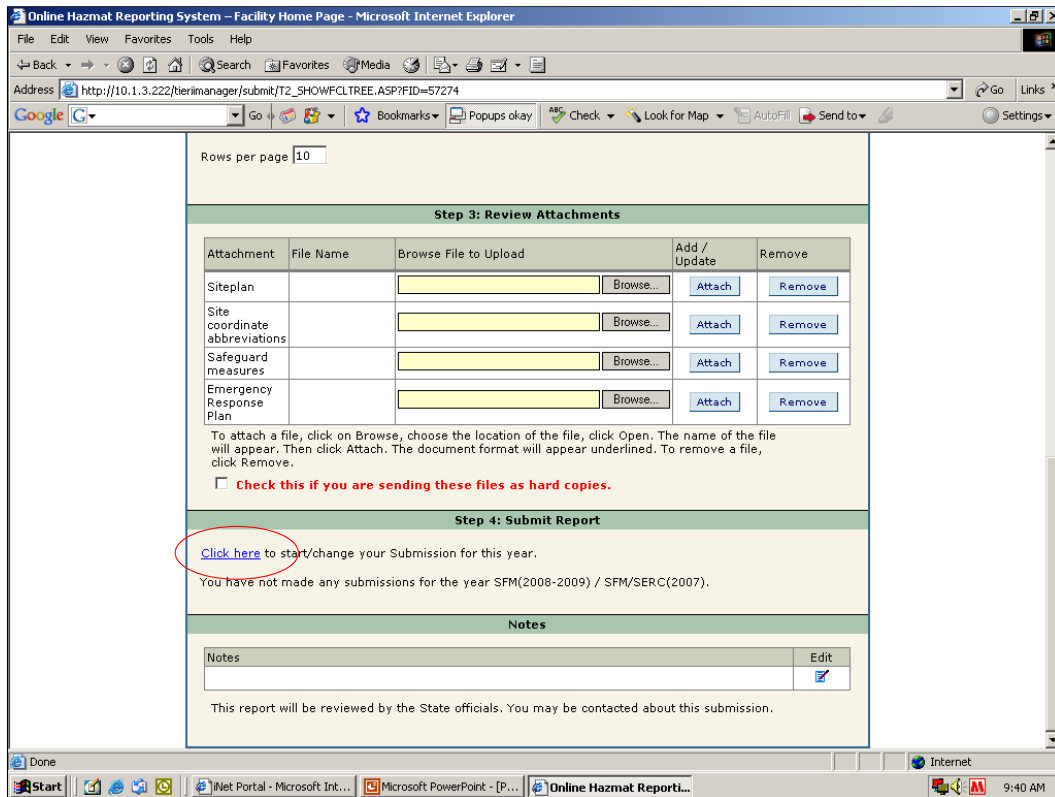 Online Hazmat Reporting System – Facility Home Page - Microsoft Internet Explorer
File Edit View Favorites Tools Help
Back Search Favorites Media
Address http://10.1.3.222/tieriimanager/submit/T2_SHOWFCLTREE.ASP?FID=57274 Go Links
Google G Go Bookmarks Popups okay ABC Check Look for Map AutoFill Send to Settings
Rows per page 10
Step 3: Review Attachments
Attachment File Name Browse File to Upload Add / Update Remove
Siteplan Browse... Attach Remove
Site coordinate abbreviations Browse... Attach Remove
Safeguard measures Browse... Attach Remove
Emergency Response Plan Browse... Attach Remove
To attach a file, click on Browse, choose the location of the file, click Open. The name of the file
will appear. Then click Attach. The document format will appear underlined. To remove a file,
click Remove.
Check this if you are sending these files as hard copies.
Step 4: Submit Report
Click here to start/change your Submission for this year.
You have not made any submissions for the year SFM(2008-2009) / SFM/SERC(2007).
Notes
Notes Edit
This report will be reviewed by the State officials. You may be contacted about this submission.
Done Internet
Start iNet Portal - Microsoft Int... Microsoft PowerPoint - [P... Online Hazmat Reporti... 9:40 AM